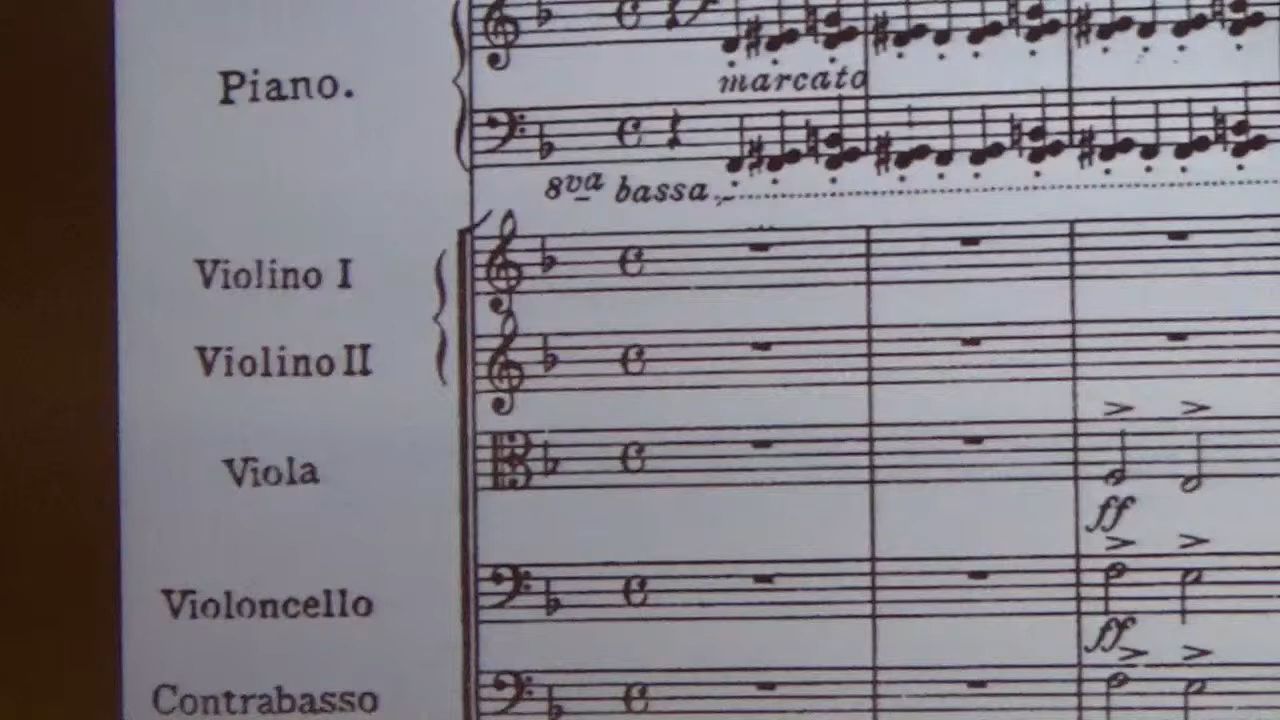 Piano.
marcato
8va bassa
Violino I
Violino II
Viola
ff
Violoncello
ff
Contrabasso